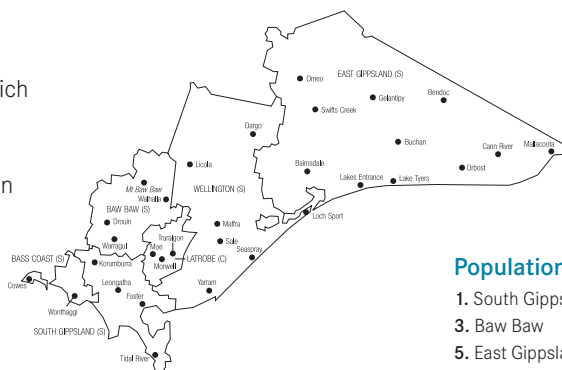 ich
n
Omeo
EAST GIPPSLAND (S)
Gelantipy
Bendoc
Swifts Creek
Dargo
Buchan
Cann River
Mallacoota
Licola
Bairnsdale
Orbost
Lakes Entrance
Lake Tyers
Mt Baw Baw
Walhalla
WELLINGTON (S)
BAW BAW (S)
Drouin
Maffra
Loch Sport
Warragul
Traralgon
Sale
Moe
Seaspray
BASS COAST (S)
Korumburra
Morwell
LATROBE (C)
Cowes
Leongatha
Yarram
Foster
Wonthaggi
SOUTH GIPPSLAND (S)
Tidal River
Population
1. South Gipps
3. Baw Baw
5. East Gippsla